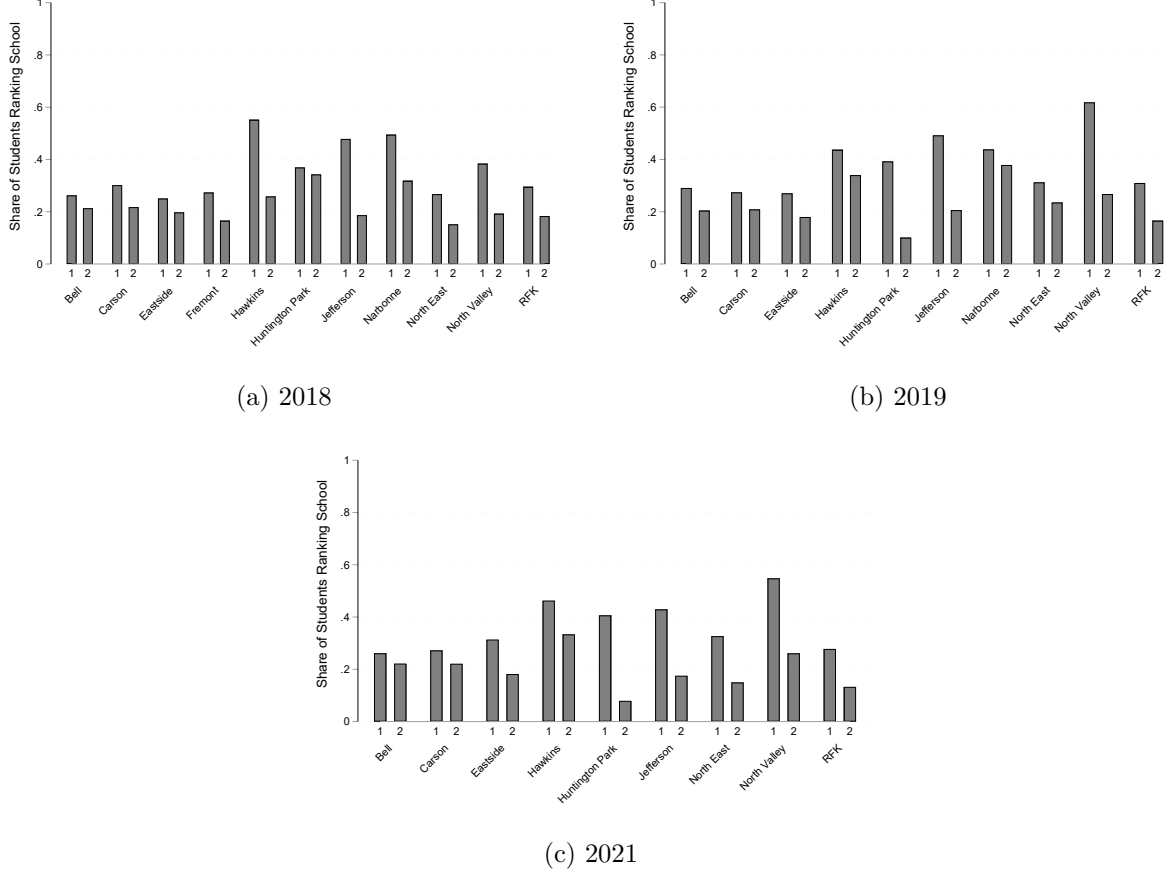 Share of Students Ranking School
1
.8
.6
.4
.2
0
1 2 1 2 1 2 1 2 1 2 1 2 1 2 1 2 1 2 1 2 1 2
Bell Carson Eastside Fremont Hawkins Huntington Park Jefferson Narbonne North East North Valley RFK
(a) 2018
Share of Students Ranking School
1
.8
.6
.4
.2
0
1 2 1 2 1 2 1 2 1 2 1 2 1 2 1 2 1 2 1 2
Bell Carson Eastside Hawkins Huntington Park Jefferson Narbonne North East North Valley RFK
(b) 2019
Share of Students Ranking School
1
.8
.6
.4
.2
0
1 2 1 2 1 2 1 2 1 2 1 2 1 2 1 2 1 2
Bell Carson Eastside Hawkins Huntington Park Jefferson North East North Valley RFK
(c) 2021